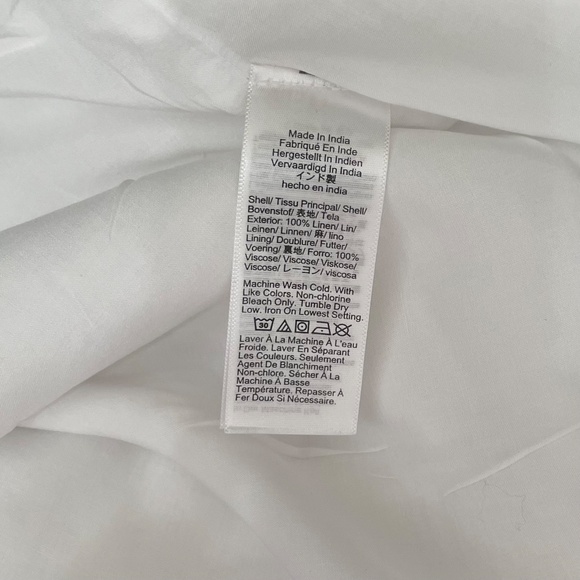 Made In India
Fabriqué En Inde
Hergestellt In Indien
Vervaardigd In India
インド製
hecho en india
Shell/ Tissu Principal/ Shell/
Bovenstof/ 表地/ Tela
Exterior: 100% Linen/ Lin/
Leinen/ Linnen/ 麻/ lino
Lining/ Doublure/ Futter/
Voering/ 裏地/ Forro: 100%
Viscose/ Viscose/ Viskose/
Viscose/ レーヨン/ viscosa
Machine Wash Cold. With
Like Colors. Non-chlorine
Bleach Only. Tumble Dry
Low. Iron On Lowest Setting.
30
Laver À La Machine À L'eau
Froide. Laver En Séparant
Les Couleurs. Seulement
Agent De Blanchiment
Non-chlore. Sécher À La
Machine À Basse
Température. Repasser À
Fer Doux Si Nécessaire.